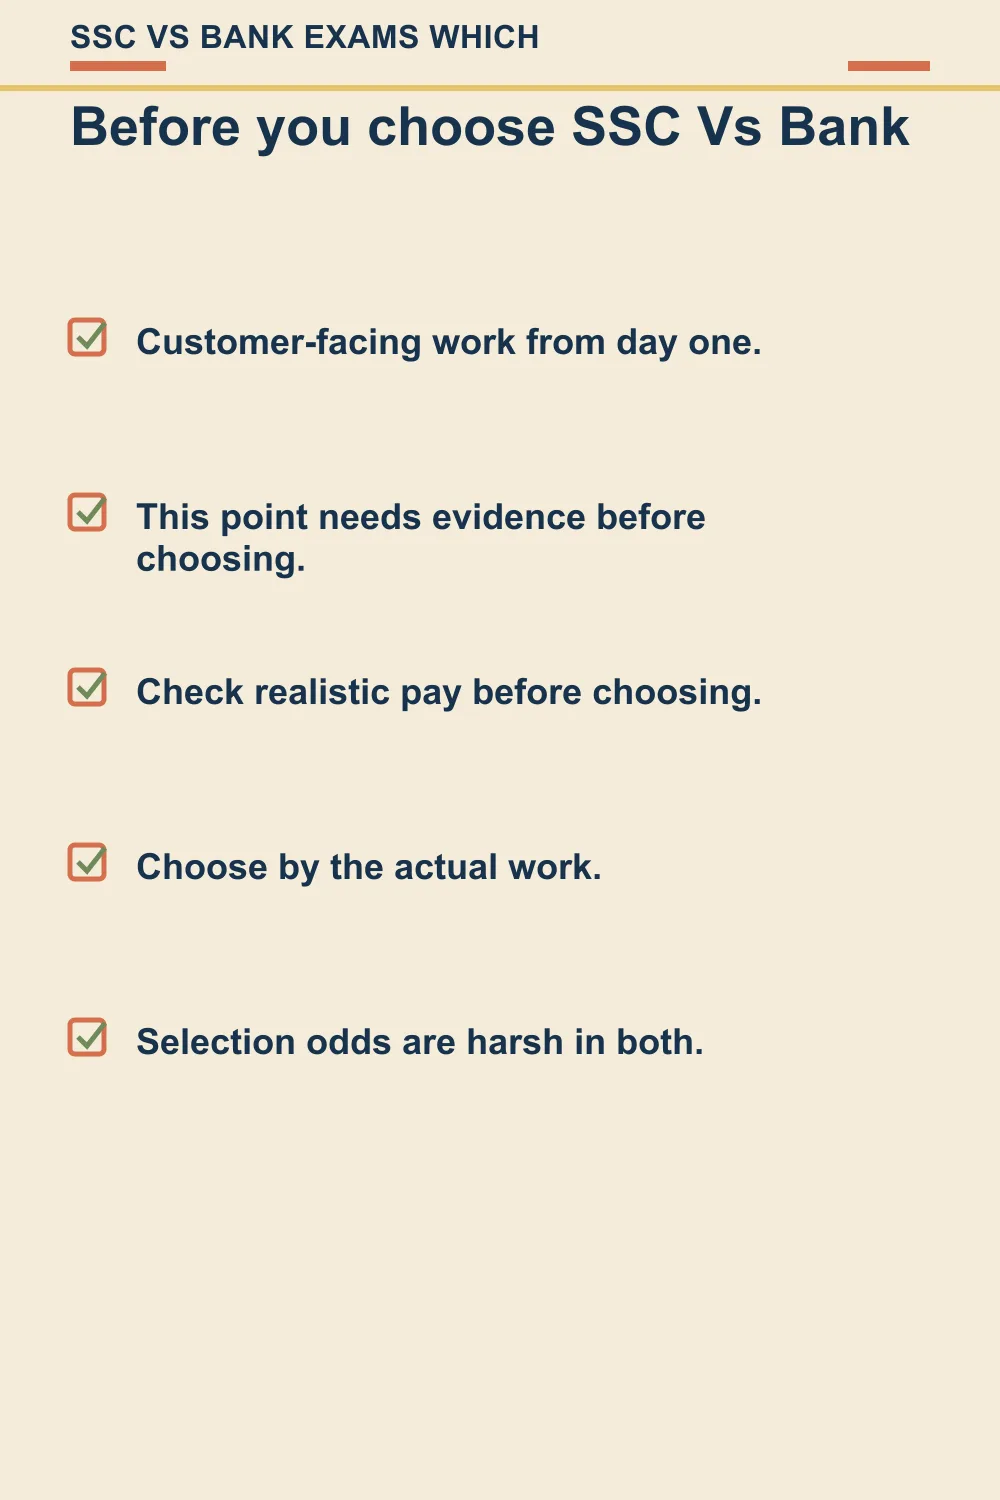 SSC VS BANK EXAMS WHICH
Before you choose SSC Vs Bank
Customer-facing work from day one.
This point needs evidence before
choosing.
Check realistic pay before choosing.
Choose by the actual work.
Selection odds are harsh in both.